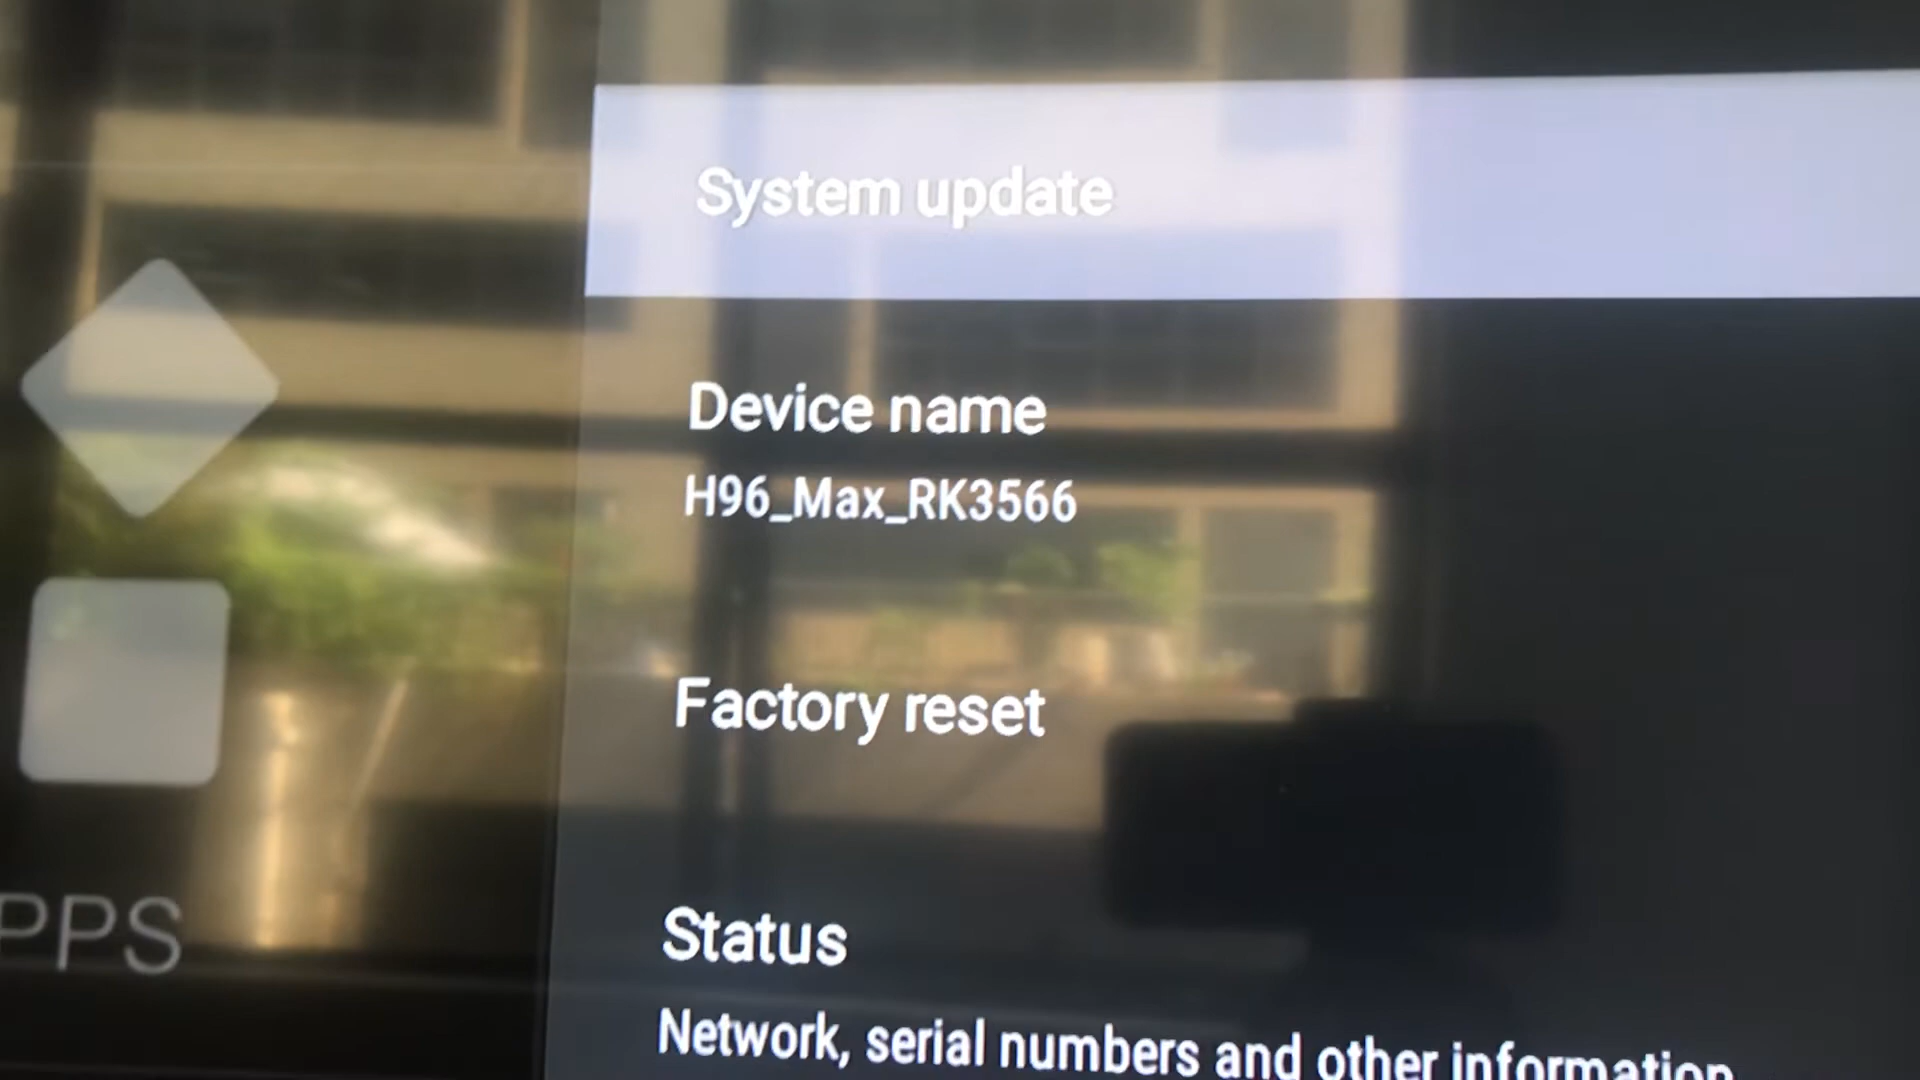 System update
Device name
H96_Max_RK3566
Factory reset
Status
Network, serial numbers and other information
PPS